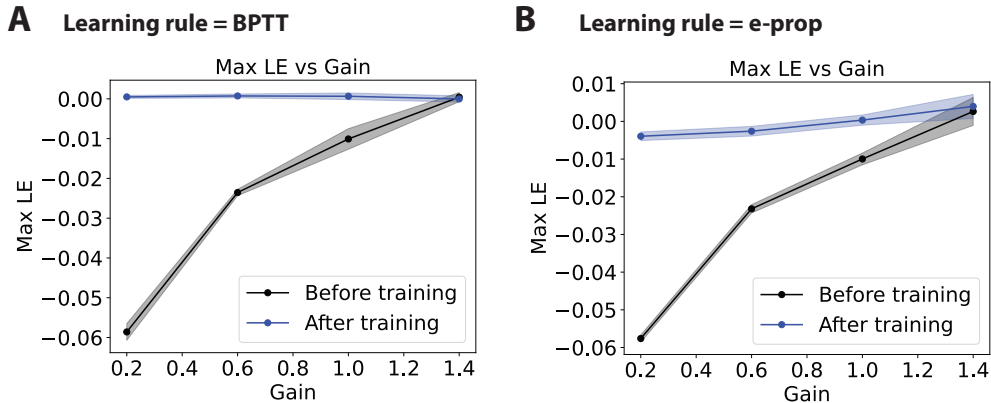 A Learning rule = BPTT
Max LE vs Gain
Max LE
0.00
−0.01
−0.02
−0.03
−0.04
−0.05
−0.06
Before training
After training
0.2 0.4 0.6 0.8 1.0 1.2 1.4
Gain
B Learning rule = e-prop
Max LE vs Gain
Max LE
0.01
0.00
−0.01
−0.02
−0.03
−0.04
−0.05
−0.06
Before training
After training
0.2 0.4 0.6 0.8 1.0 1.2 1.4
Gain